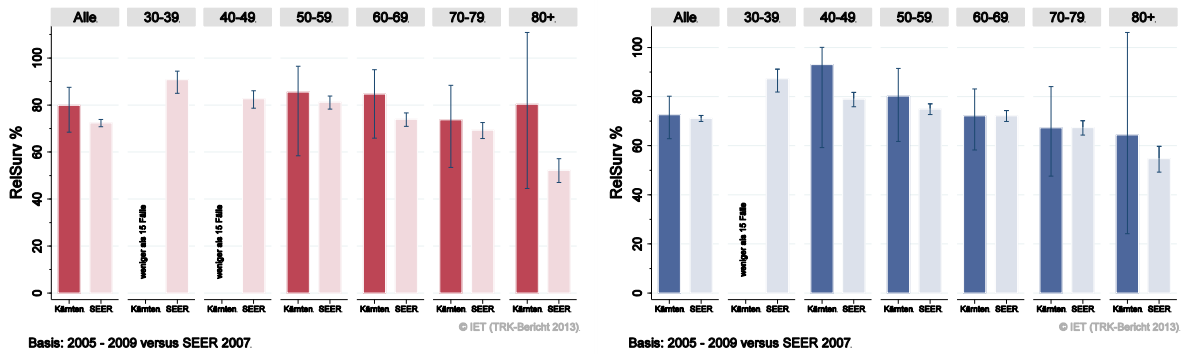 Alle 30-39 40-49 50-59 60-69 70-79 80+
RelSurv %
100
80
60
40
20
0
weniger als 15 Fälle
weniger als 15 Fälle
Kärnten SEER Kärnten SEER Kärnten SEER Kärnten SEER Kärnten SEER Kärnten SEER Kärnten SEER
© IET (TRK-Bericht 2013)
Basis: 2005 - 2009 versus SEER 2007
Alle 30-39 40-49 50-59 60-69 70-79 80+
RelSurv %
100
80
60
40
20
0
weniger als 15 Fälle
Kärnten SEER Kärnten SEER Kärnten SEER Kärnten SEER Kärnten SEER Kärnten SEER Kärnten SEER
© IET (TRK-Bericht 2013)
Basis: 2005 - 2009 versus SEER 2007